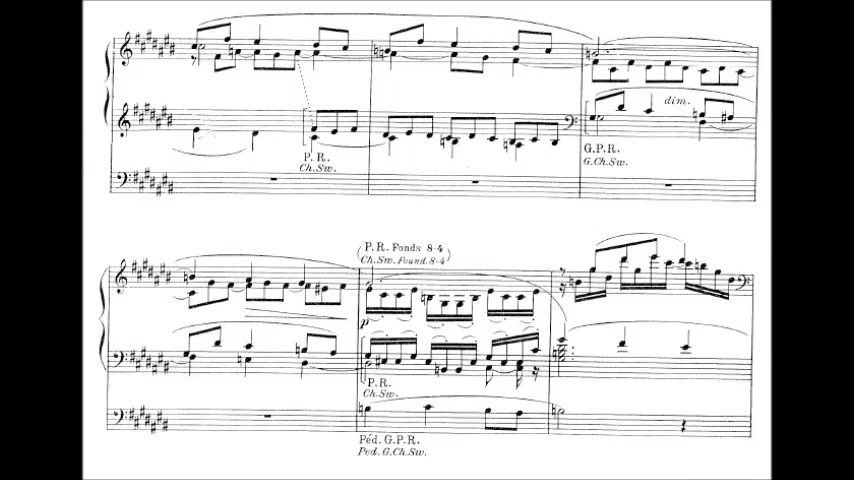 P. R.
Ch. Sw.
dim.
G.P.R.
G.Ch.Sw.
(P.R. Fonds 8-4)
Ch.Sw. Found. 8-4)
p
P.R.
Ch.Sw.
Péd. G.P.R.
Ped. G.Ch.Sw.